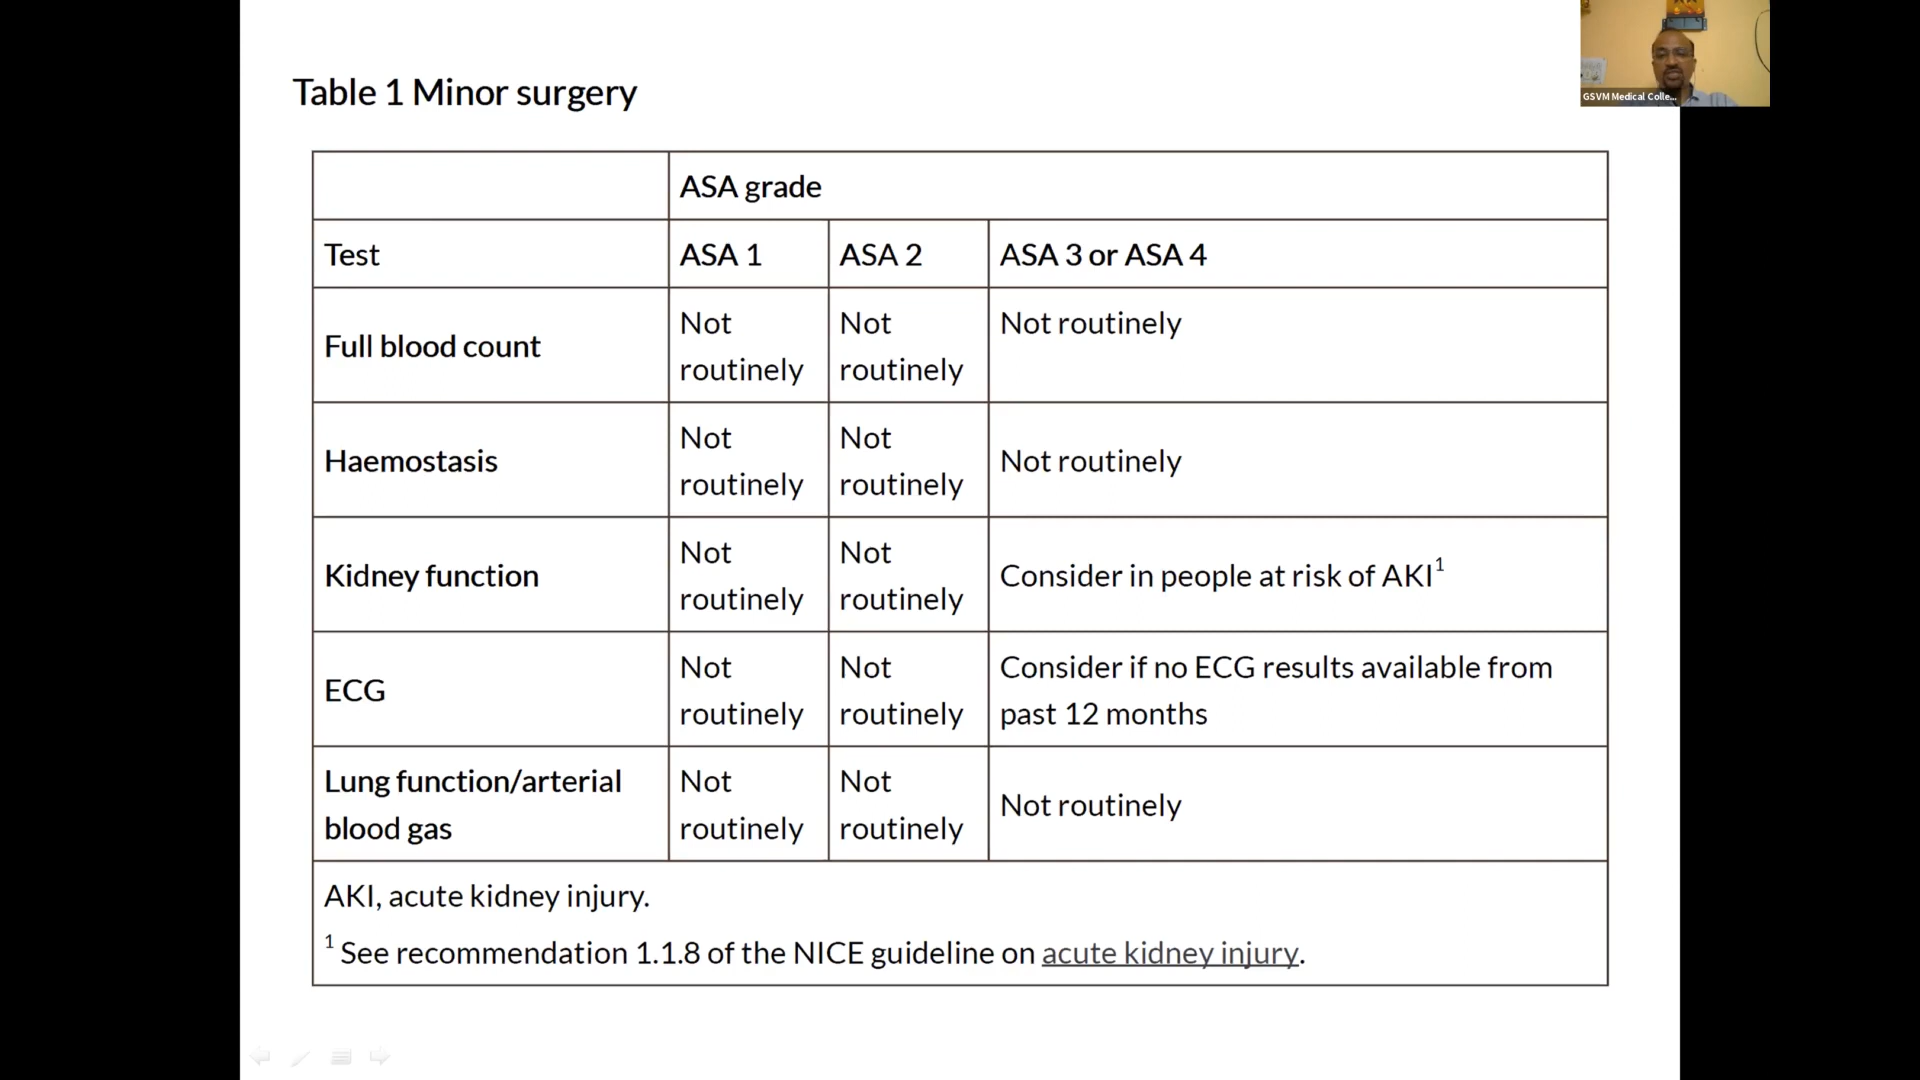 GSVM Medical Colle...
Table 1 Minor surgery
ASA grade
Test
ASA 1
ASA 2
ASA 3 or ASA 4
Full blood count
Not
routinely
Not
routinely
Not routinely
Haemostasis
Not
routinely
Not
routinely
Not routinely
Kidney function
Not
routinely
Not
routinely
Consider in people at risk of AKI¹
ECG
Not
routinely
Not
routinely
Consider if no ECG results available from
past 12 months
Lung function/arterial
blood gas
Not
routinely
Not
routinely
Not routinely
AKI, acute kidney injury.
¹ See recommendation 1.1.8 of the NICE guideline on acute kidney injury.